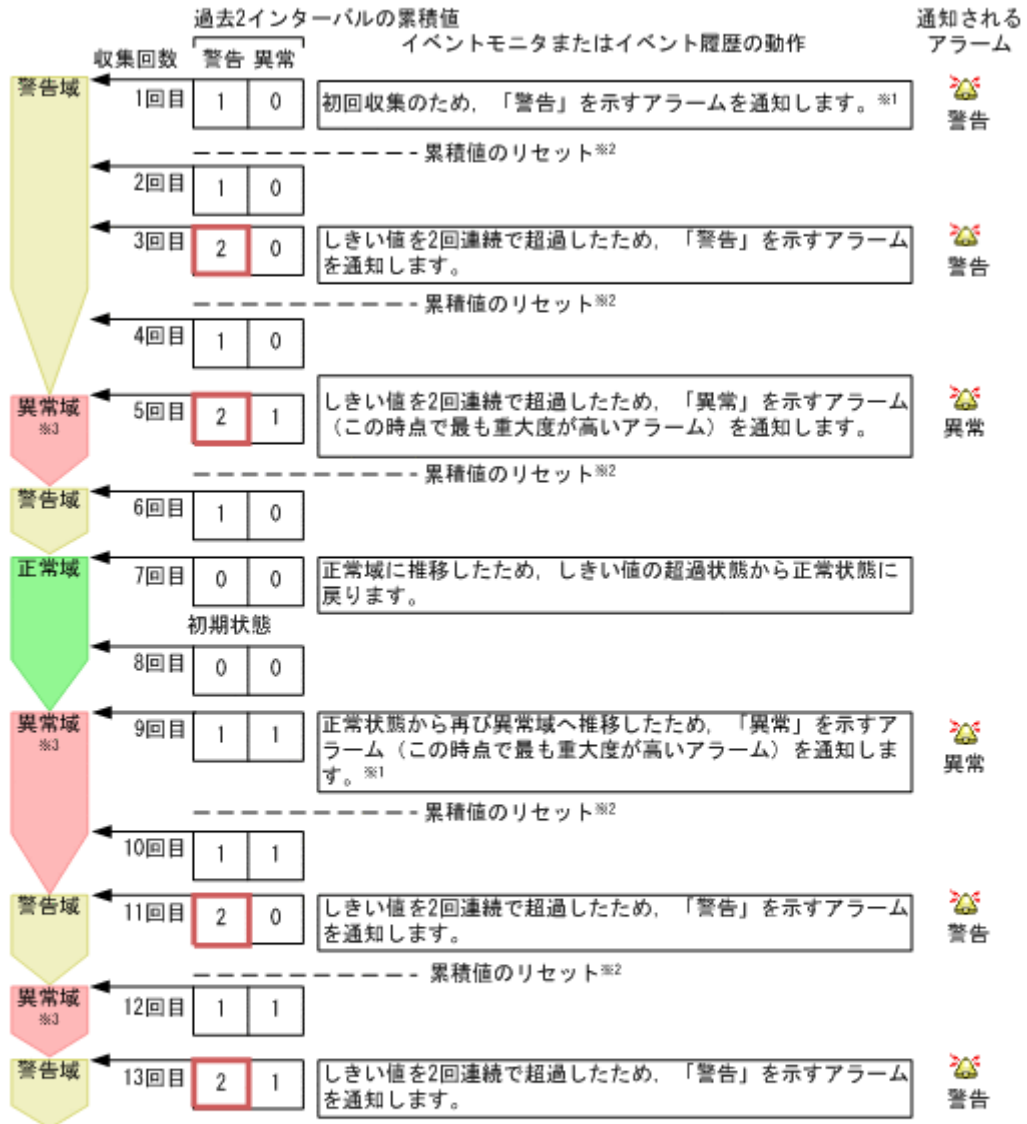 過去2インターバルの累積値
通知される
アラーム
収集回数
警告 異常
イベントモニタまたはイベント履歴の動作
警告域
1回目
1 0
初回収集のため，「警告」を示すアラームを通知します。※1
警告
累積値のリセット※2
2回目
1 0
3回目
2 0
しきい値を2回連続で超過したため，「警告」を示すアラーム
を通知します。
警告
累積値のリセット※2
4回目
1 0
異常域
※3
5回目
2 1
しきい値を2回連続で超過したため，「異常」を示すアラーム
（この時点で最も重大度が高いアラーム）を通知します。
異常
累積値のリセット※2
警告域
6回目
1 0
正常域
7回目
0 0
正常域に推移したため，しきい値の超過状態から正常状態に
戻ります。
初期状態
8回目
0 0
異常域
※3
9回目
1 1
正常状態から再び異常域へ推移したため，「異常」を示すア
ラーム（この時点で最も重大度が高いアラーム）を通知しま
す。※1
異常
累積値のリセット※2
10回目
1 1
警告域
11回目
2 0
しきい値を2回連続で超過したため，「警告」を示すアラーム
を通知します。
警告
累積値のリセット※2
異常域
※3
12回目
1 1
警告域
13回目
2 1
しきい値を2回連続で超過したため，「警告」を示すアラーム
を通知します。
警告